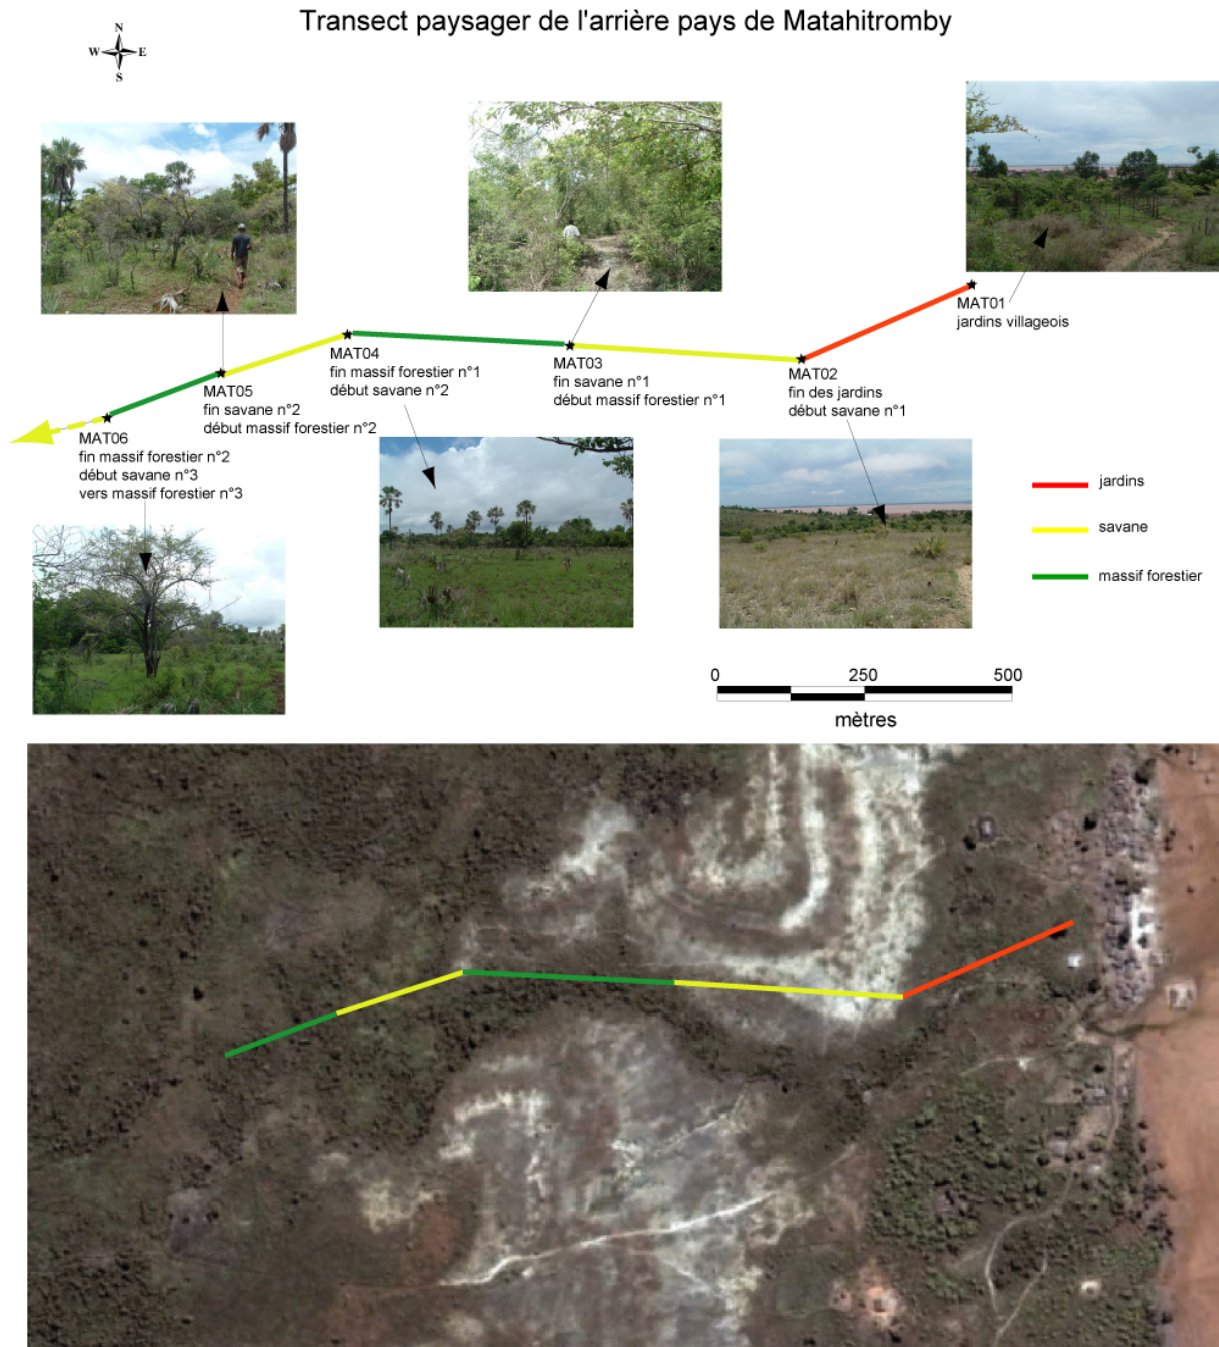 Transect paysager de l'arrière pays de Matahitromby
N
W E
S
MAT01
jardins villageois
MAT04
fin massif forestier n°1
début savane n°2
MAT03
fin savane n°1
début massif forestier n°1
MAT02
fin des jardins
début savane n°1
MAT05
fin savane n°2
début massif forestier n°2
MAT06
fin massif forestier n°2
début savane n°3
vers massif forestier n°3
jardins
savane
massif forestier
0 250 500
mètres